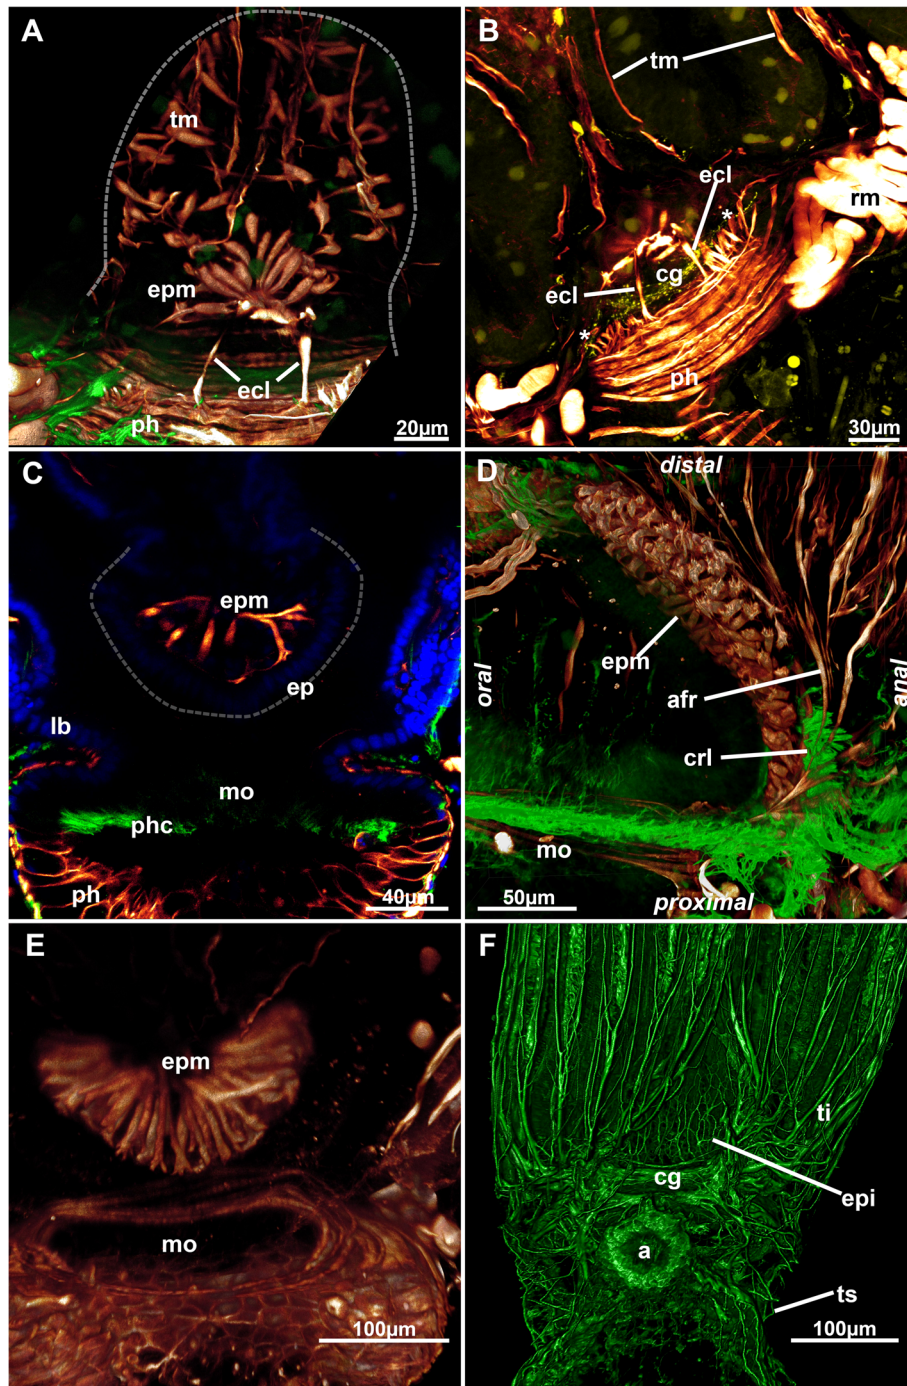 A
tm
epm
ecl
ph
20µm
B
tm
ecl
*
rm
cg
ecl
*
ph
30µm
C
epm
ep
lb
mo
phc
ph
40µm
D
distal
epm
oral
afr
anal
crl
mo
50µm
proximal
E
epm
mo
100µm
F
ti
cg
epi
a
ts
100µm